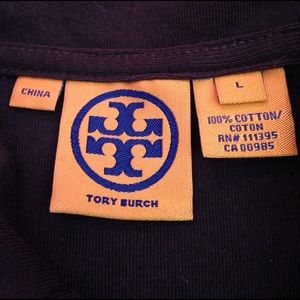 CHINA
TORY BURCH
L
100% COTTON/
COTON
RN# 111395
CA 00985